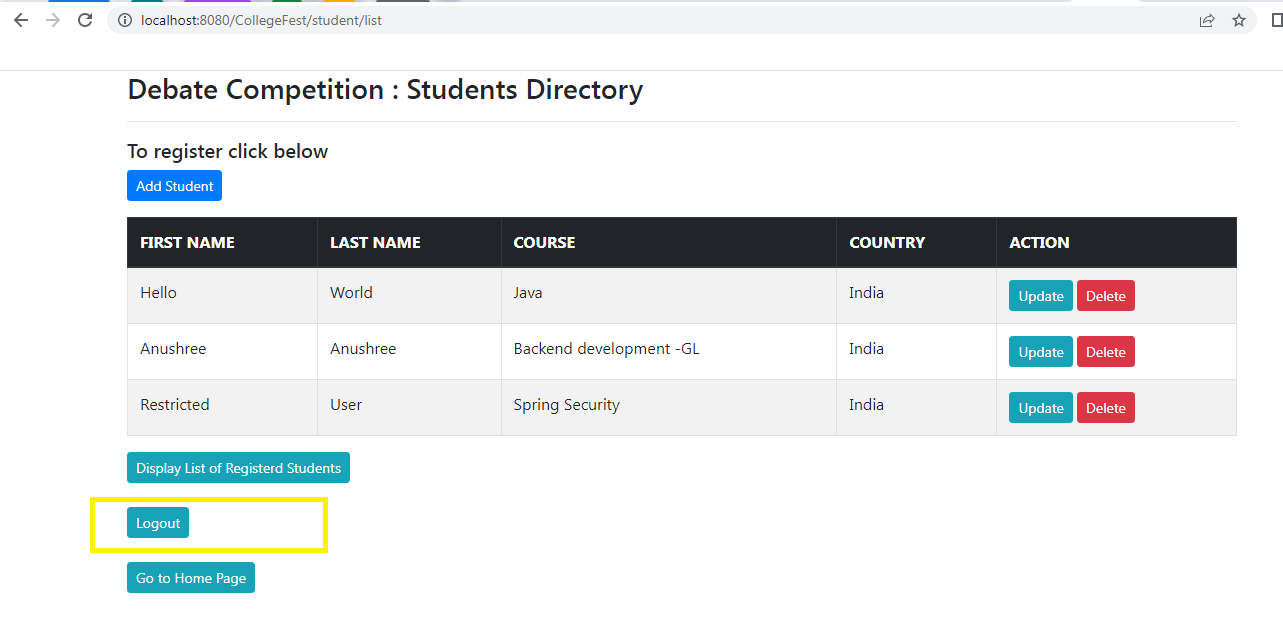 localhost:8080/CollegeFest/student/list
Debate Competition : Students Directory
To register click below
Add Student
FIRST NAME LAST NAME COURSE COUNTRY ACTION
Hello World Java India Update Delete
Anushree Anushree Backend development -GL India Update Delete
Restricted User Spring Security India Update Delete
Display List of Registerd Students
Logout
Go to Home Page